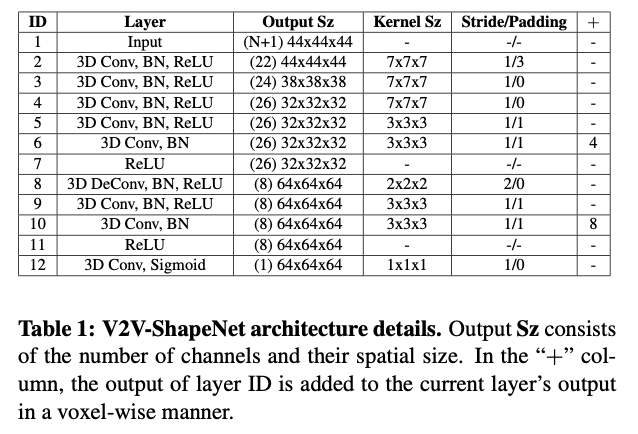 ID Layer Output Sz Kernel Sz Stride/Padding +
1 Input (N+1) 44x44x44 - -/- -
2 3D Conv, BN, ReLU (22) 44x44x44 7x7x7 1/3 -
3 3D Conv, BN, ReLU (24) 38x38x38 7x7x7 1/0 -
4 3D Conv, BN, ReLU (26) 32x32x32 7x7x7 1/0 -
5 3D Conv, BN, ReLU (26) 32x32x32 3x3x3 1/1 -
6 3D Conv, BN (26) 32x32x32 3x3x3 1/1 4
7 ReLU (26) 32x32x32 - -/- -
8 3D DeConv, BN, ReLU (8) 64x64x64 2x2x2 2/0 -
9 3D Conv, BN, ReLU (8) 64x64x64 3x3x3 1/1 -
10 3D Conv, BN (8) 64x64x64 3x3x3 1/1 8
11 ReLU (8) 64x64x64 - -/- -
12 3D Conv, Sigmoid (1) 64x64x64 1x1x1 1/0 -
Table 1: V2V-ShapeNet architecture details. Output Sz consists
of the number of channels and their spatial size. In the “+” col-
umn, the output of layer ID is added to the current layer’s output
in a voxel-wise manner.